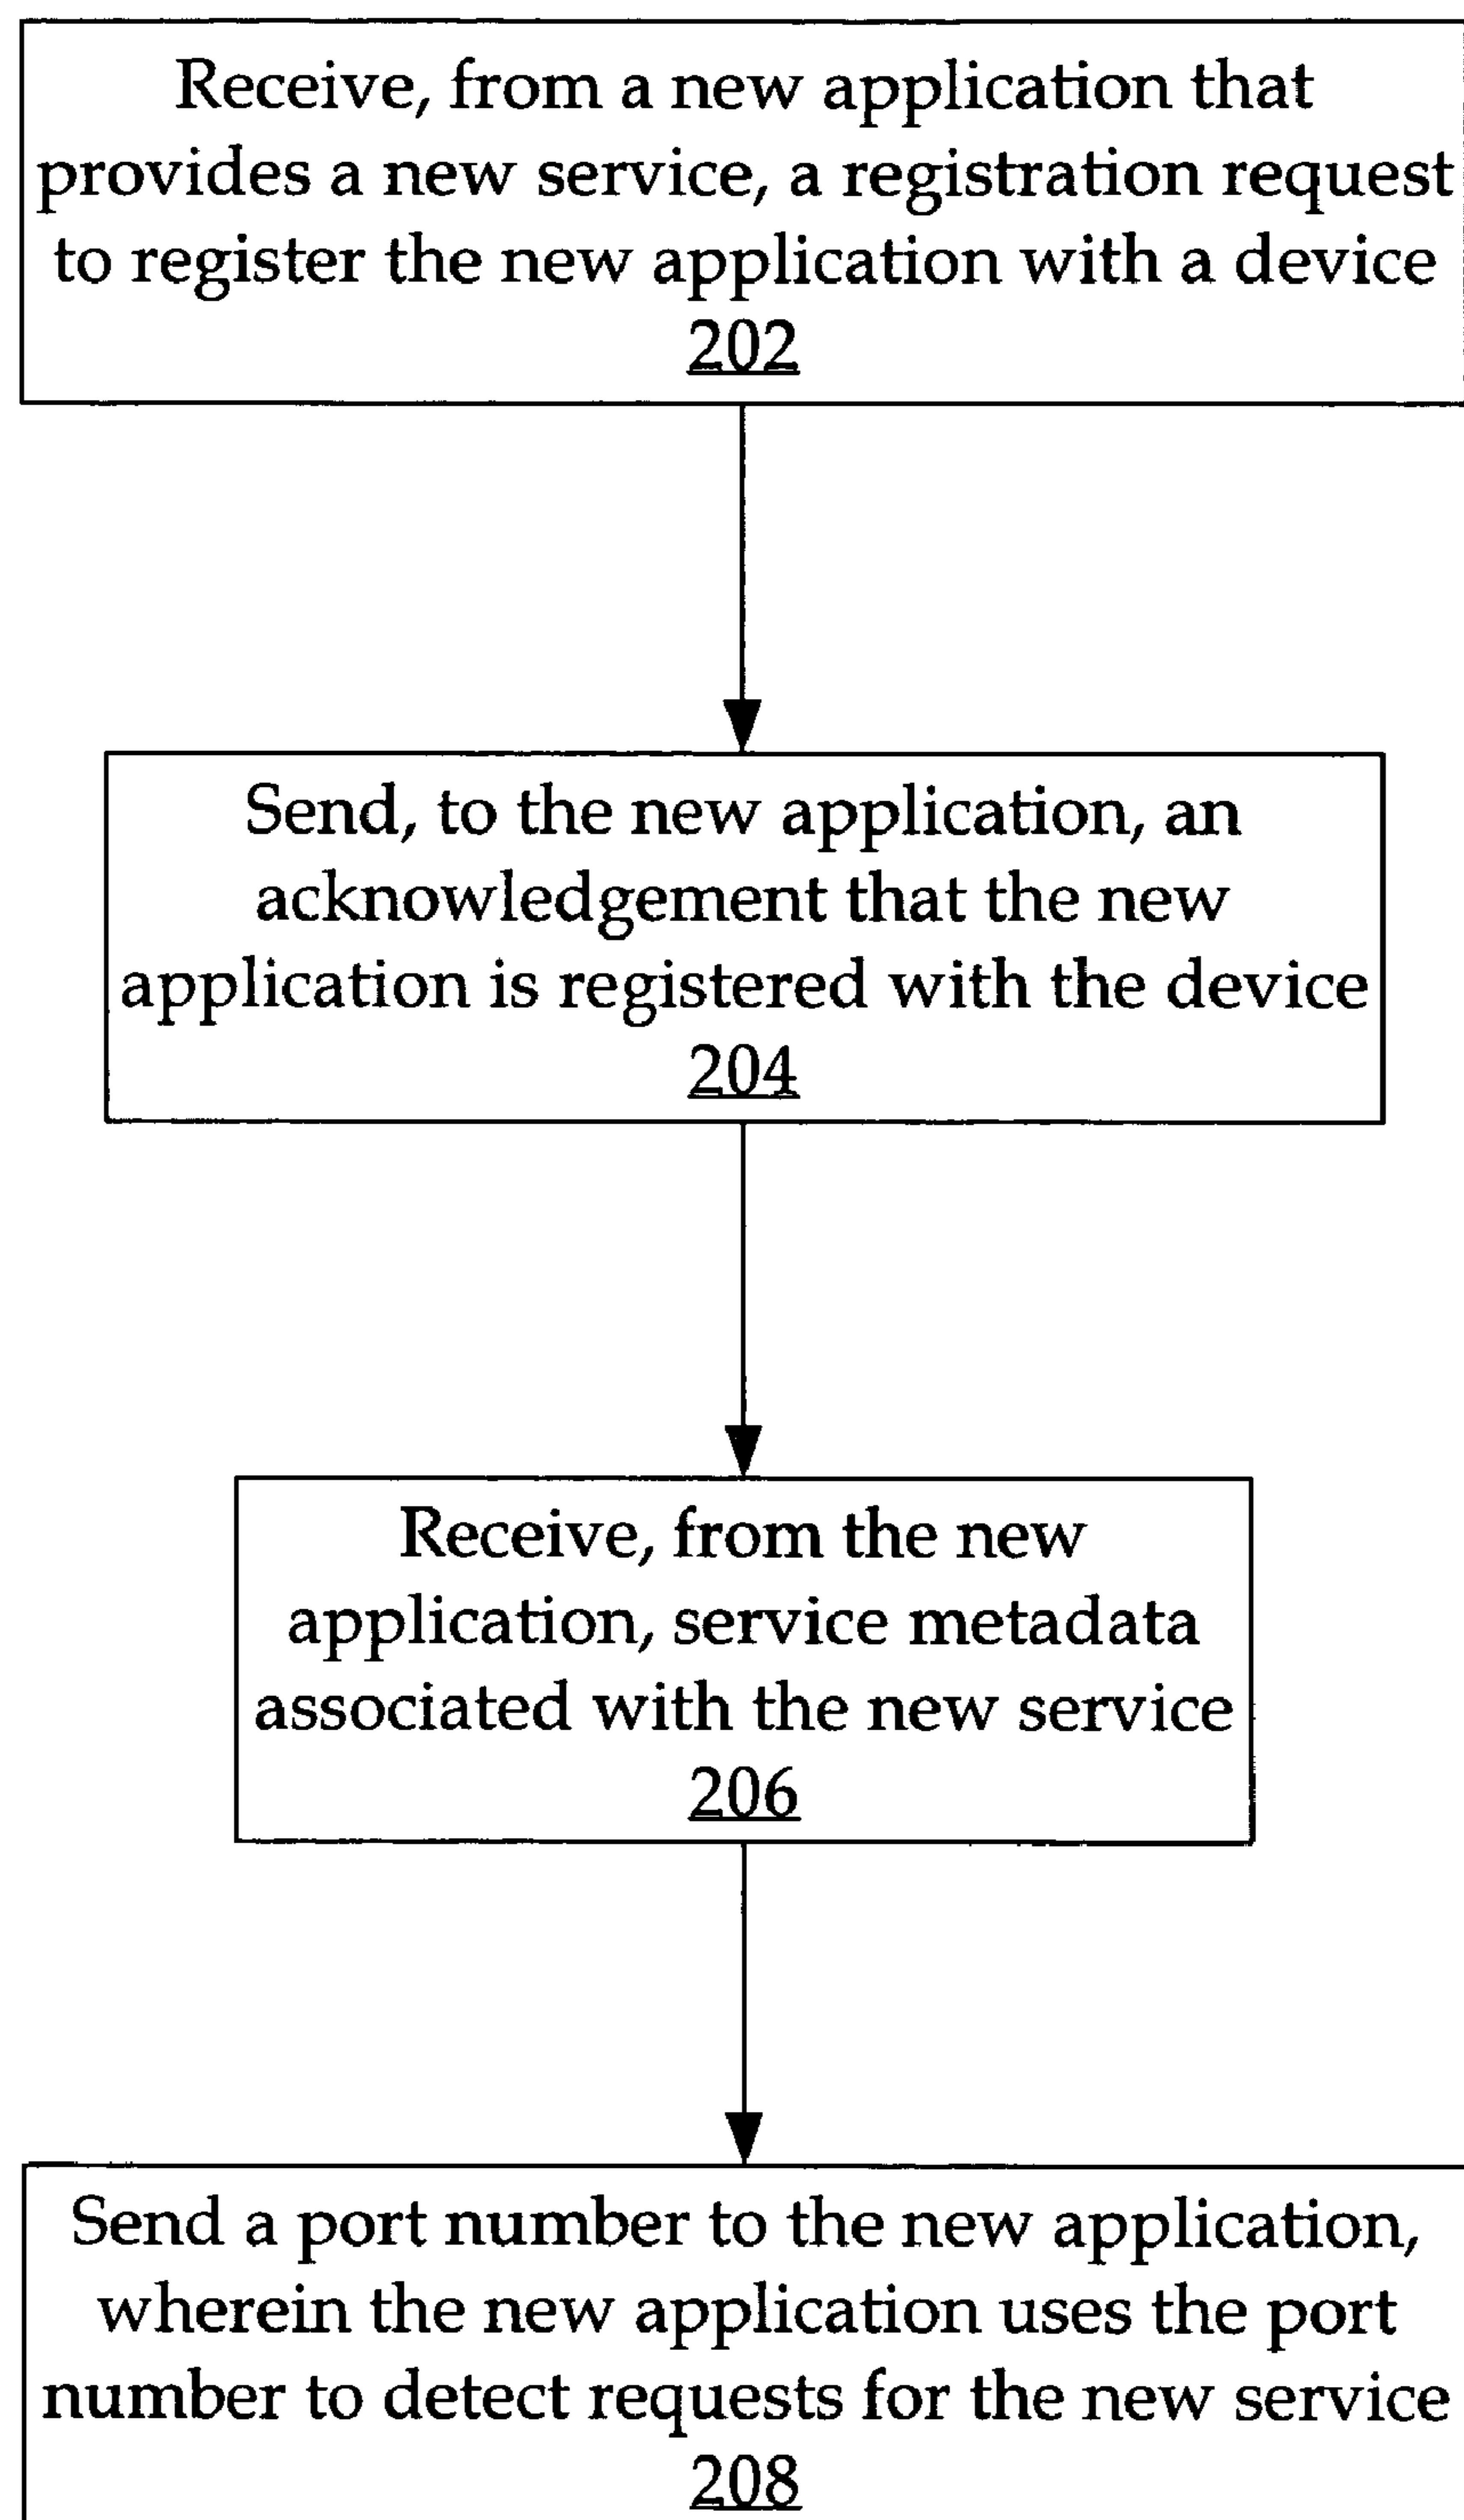 Receive, from a new application that
provides a new service, a registration request
to register the new application with a device
202
Send, to the new application, an
acknowledgement that the new
application is registered with the device
204
Receive, from the new
application, service metadata
associated with the new service
206
Send a port number to the new application,
wherein the new application uses the port
number to detect requests for the new service
208